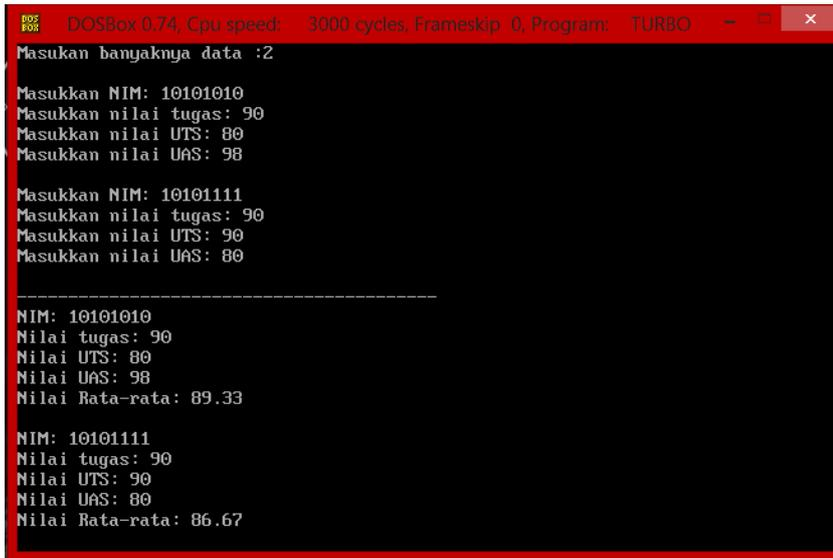 DOS BOX DOSBox 0.74, Cpu speed: 3000 cycles, Frameskip 0, Program: TURBO
Masukan banyaknya data :2
Masukkan NIM: 10101010
Masukkan nilai tugas: 90
Masukkan nilai UTS: 80
Masukkan nilai UAS: 98
Masukkan NIM: 10101111
Masukkan nilai tugas: 90
Masukkan nilai UTS: 90
Masukkan nilai UAS: 80
_________________________________________
NIM: 10101010
Nilai tugas: 90
Nilai UTS: 80
Nilai UAS: 98
Nilai Rata-rata: 89.33
NIM: 10101111
Nilai tugas: 90
Nilai UTS: 90
Nilai UAS: 80
Nilai Rata-rata: 86.67